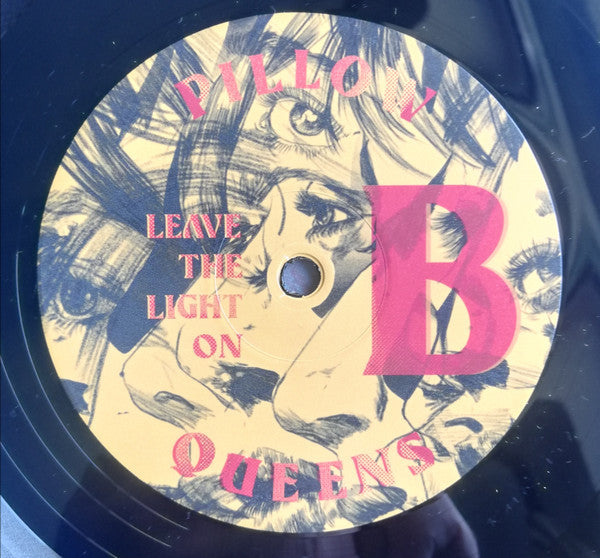 PILLOW
LEAVE
THE
LIGHT
ON
B
QUEENS